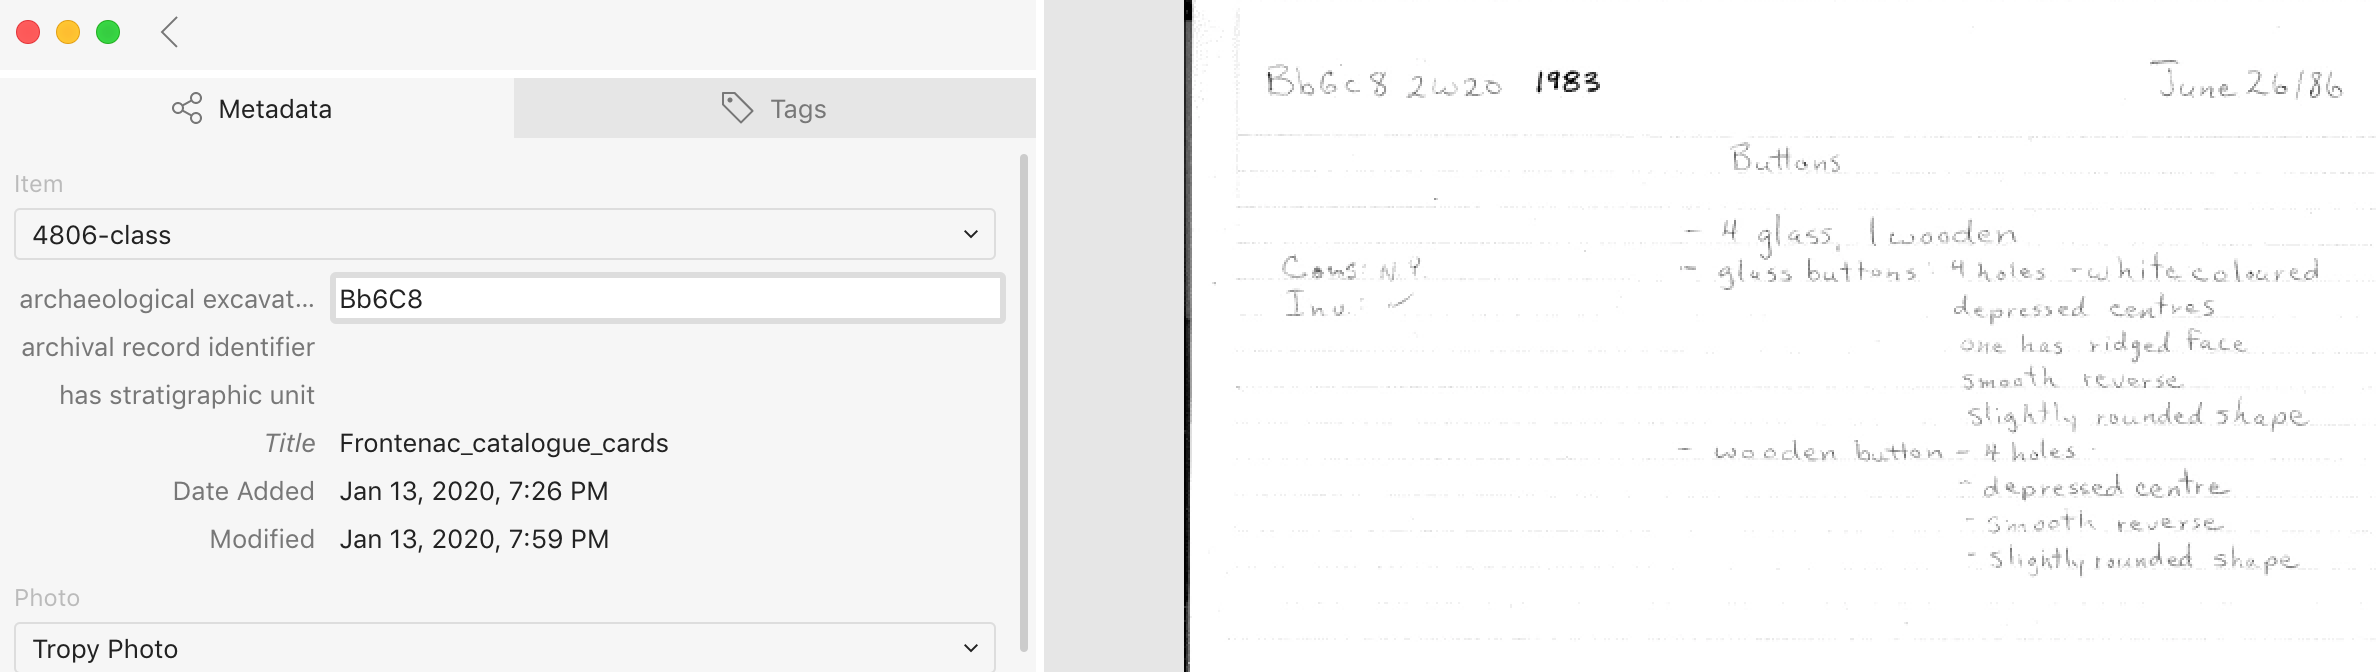 Metadata
Tags
Item
4806-class
archaeological excavat... Bb6C8
archival record identifier
has stratigraphic unit
Title Frontenac_catalogue_cards
Date Added Jan 13, 2020, 7:26 PM
Modified Jan 13, 2020, 7:59 PM
Photo
Tropy Photo
Bb6c8 2w20 1983
June 26/86
Buttons
- 4 glass, 1 wooden
Cons: N.Y.
Inv.: ✓
- glass buttons: 4 holes - white coloured
depressed centres
one has ridged face
smooth reverse
slightly rounded shape
- wooden button - 4 holes
- depressed centre
- smooth reverse
- slightly rounded shape